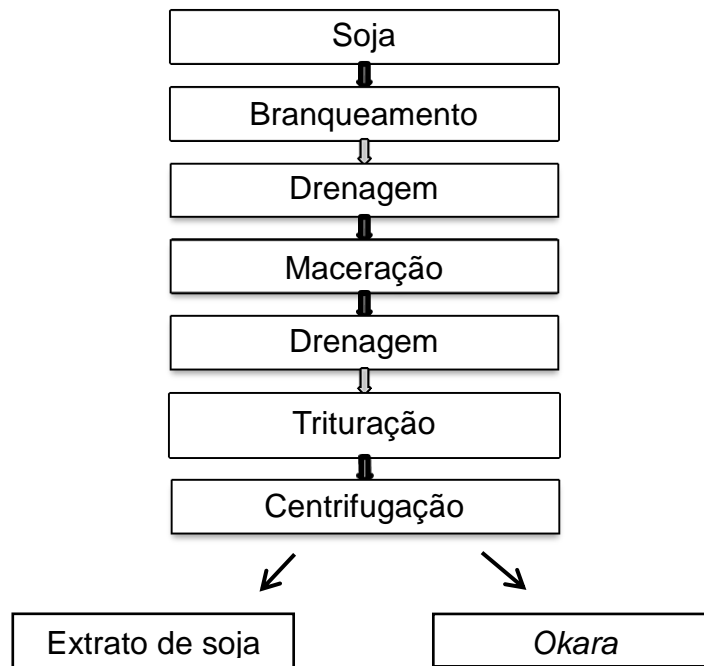 Soja
Branqueamento
Drenagem
Maceração
Drenagem
Trituração
Centrifugação
Extrato de soja
Okara